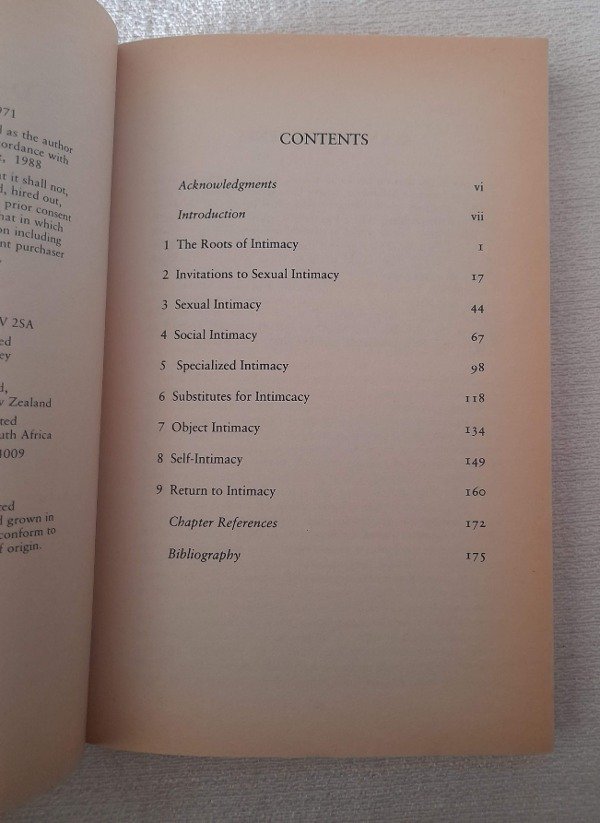 971
l as the author
ordance with
, 1988
t it shall not,
d, hired out,
prior consent
hat in which
on including
nt purchaser
V 2SA
ed
ey
d,
w Zealand
ted
uth Africa
4009
red
d grown in
conform to
f origin.
CONTENTS
Acknowledgments vi
Introduction vii
1 The Roots of Intimacy 1
2 Invitations to Sexual Intimacy 17
3 Sexual Intimacy 44
4 Social Intimacy 67
5 Specialized Intimacy 98
6 Substitutes for Intimcacy 118
7 Object Intimacy 134
8 Self-Intimacy 149
9 Return to Intimacy 160
Chapter References 172
Bibliography 175